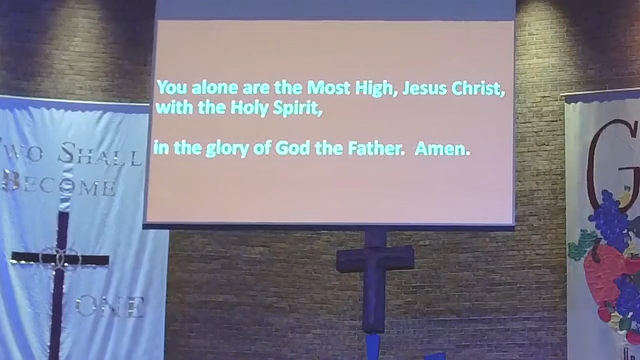 You alone are the Most High, Jesus Christ,
with the Holy Spirit,
in the glory of God the Father.  Amen.
TWO SHALL
BECOME
ONE
G